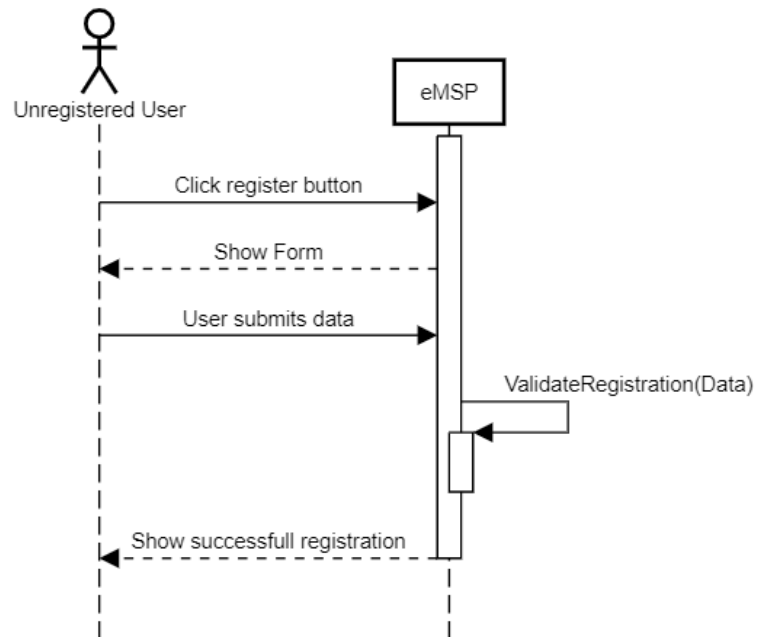 Unregistered User
eMSP
Click register button
Show Form
User submits data
ValidateRegistration(Data)
Show successfull registration